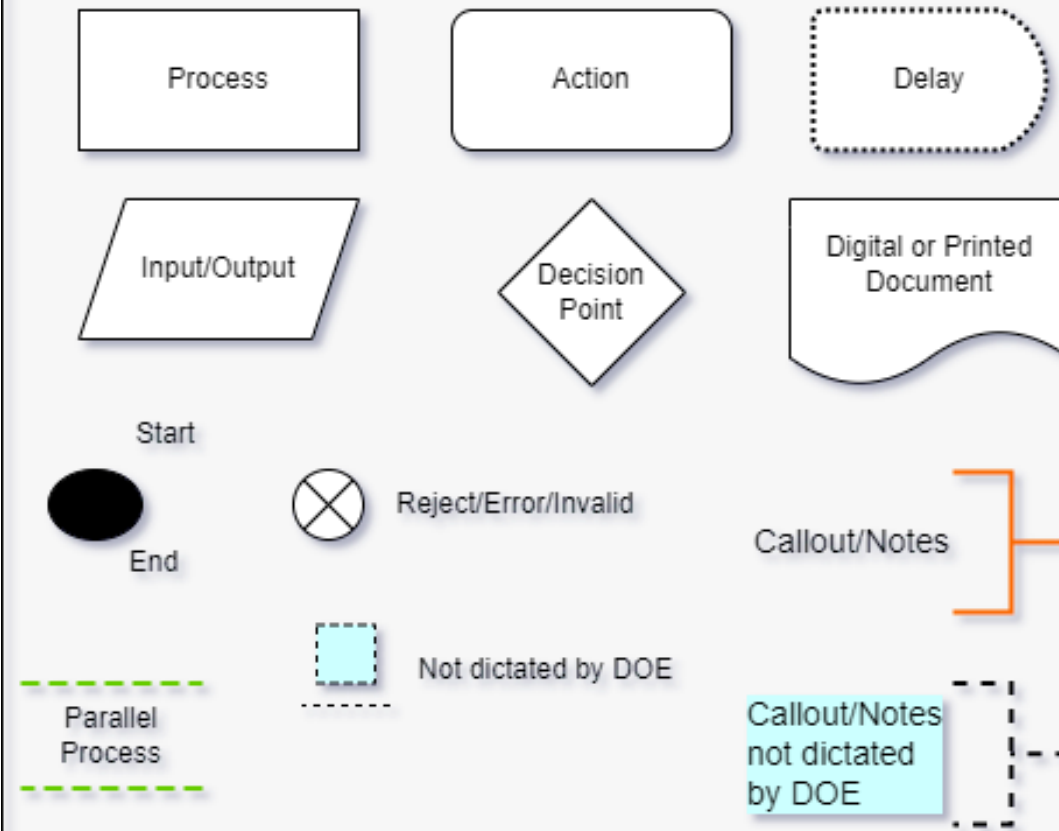 Process
Action
Delay
Input/Output
Decision
Point
Digital or Printed
Document
Start
End
Reject/Error/Invalid
Callout/Notes
Not dictated by DOE
Parallel
Process
Callout/Notes
not dictated
by DOE